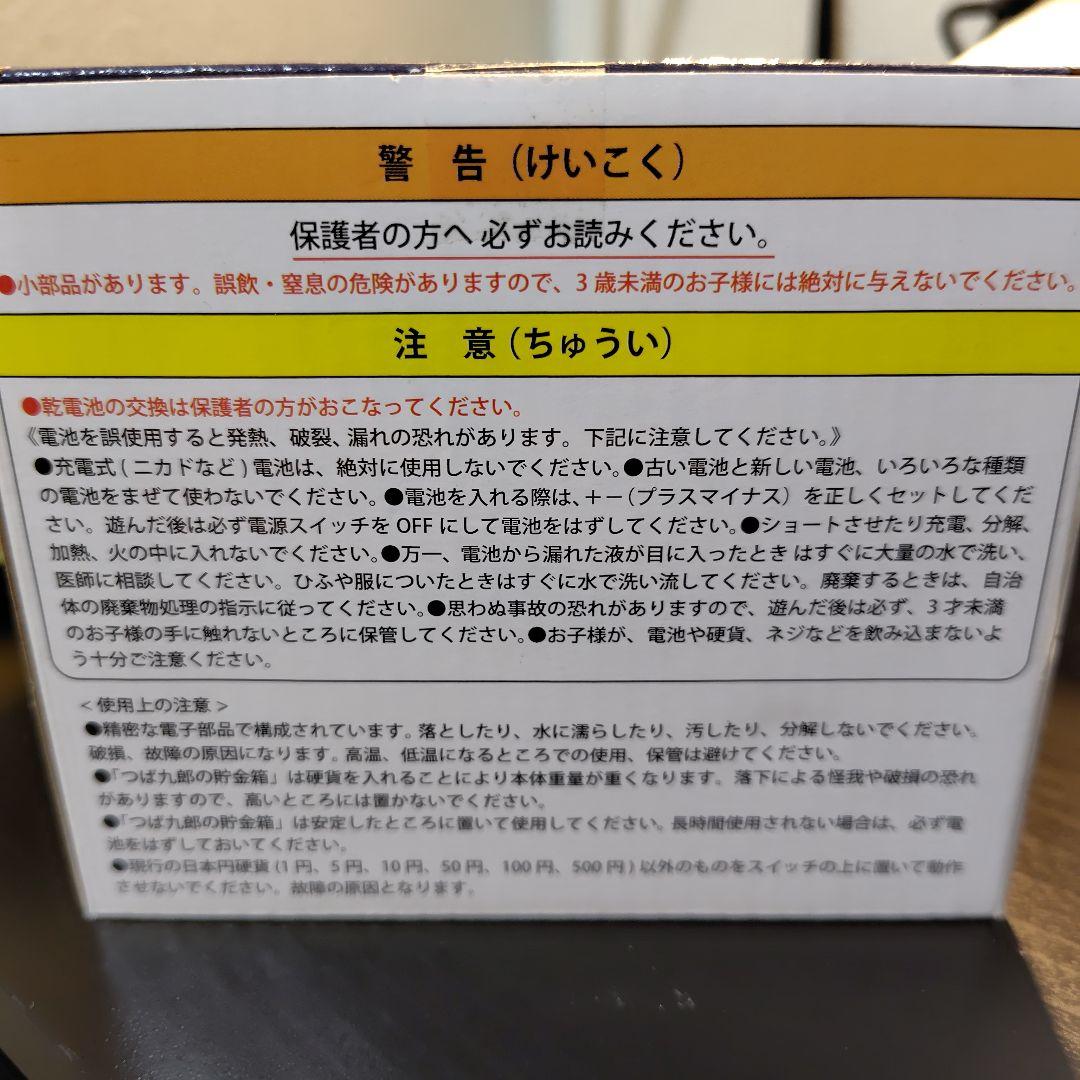 警　告（けいこく）
保護者の方へ 必ずお読みください。
●小部品があります。誤飲・窒息の危険がありますので、3 歳未満のお子様には絶対に与えないでください。
注　意（ちゅうい）
●乾電池の交換は保護者の方がおこなってください。
《電池を誤使用すると発熱、破裂、漏れの恐れがあります。下記に注意してください。》
●充電式 ( ニカドなど ) 電池は、絶対に使用しないでください。●古い電池と新しい電池、いろいろな種類
の電池をまぜて使わないでください。●電池を入れる際は、＋－（プラスマイナス）を正しくセットしてくだ
さい。遊んだ後は必ず電源スイッチを OFF にして電池をはずしてください。●ショートさせたり充電、分解、
加熱、火の中に入れないでください。●万一、電池から漏れた液が目に入ったとき はすぐに大量の水で洗い、
医師に相談してください。ひふや服についたときはすぐに水で洗い流してください。廃棄するときは、自治
体の廃棄物処理の指示に従ってください。●思わぬ事故の恐れがありますので、遊んだ後は必ず、3 才未満
のお子様の手に触れないところに保管してください。●お子様が、電池や硬貨、ネジなどを飲み込まないよ
う十分ご注意ください。
＜使用上の注意＞
●精密な電子部品で構成されています。落としたり、水に濡らしたり、汚したり、分解しないでください。
破損、故障の原因になります。高温、低温になるところでの使用、保管は避けてください。
●「つば九郎の貯金箱」は硬貨を入れることにより本体重量が重くなります。落下による怪我や破損の恐れ
がありますので、高いところには置かないでください。
●「つば九郎の貯金箱」は安定したところに置いて使用してください。長時間使用されない場合は、必ず電
池をはずしておいてください。
●現行の日本円硬貨 (1 円、5 円、10 円、50 円、100 円、500 円 ) 以外のものをスイッチの上に置いて動作
させないでください。故障の原因となります。